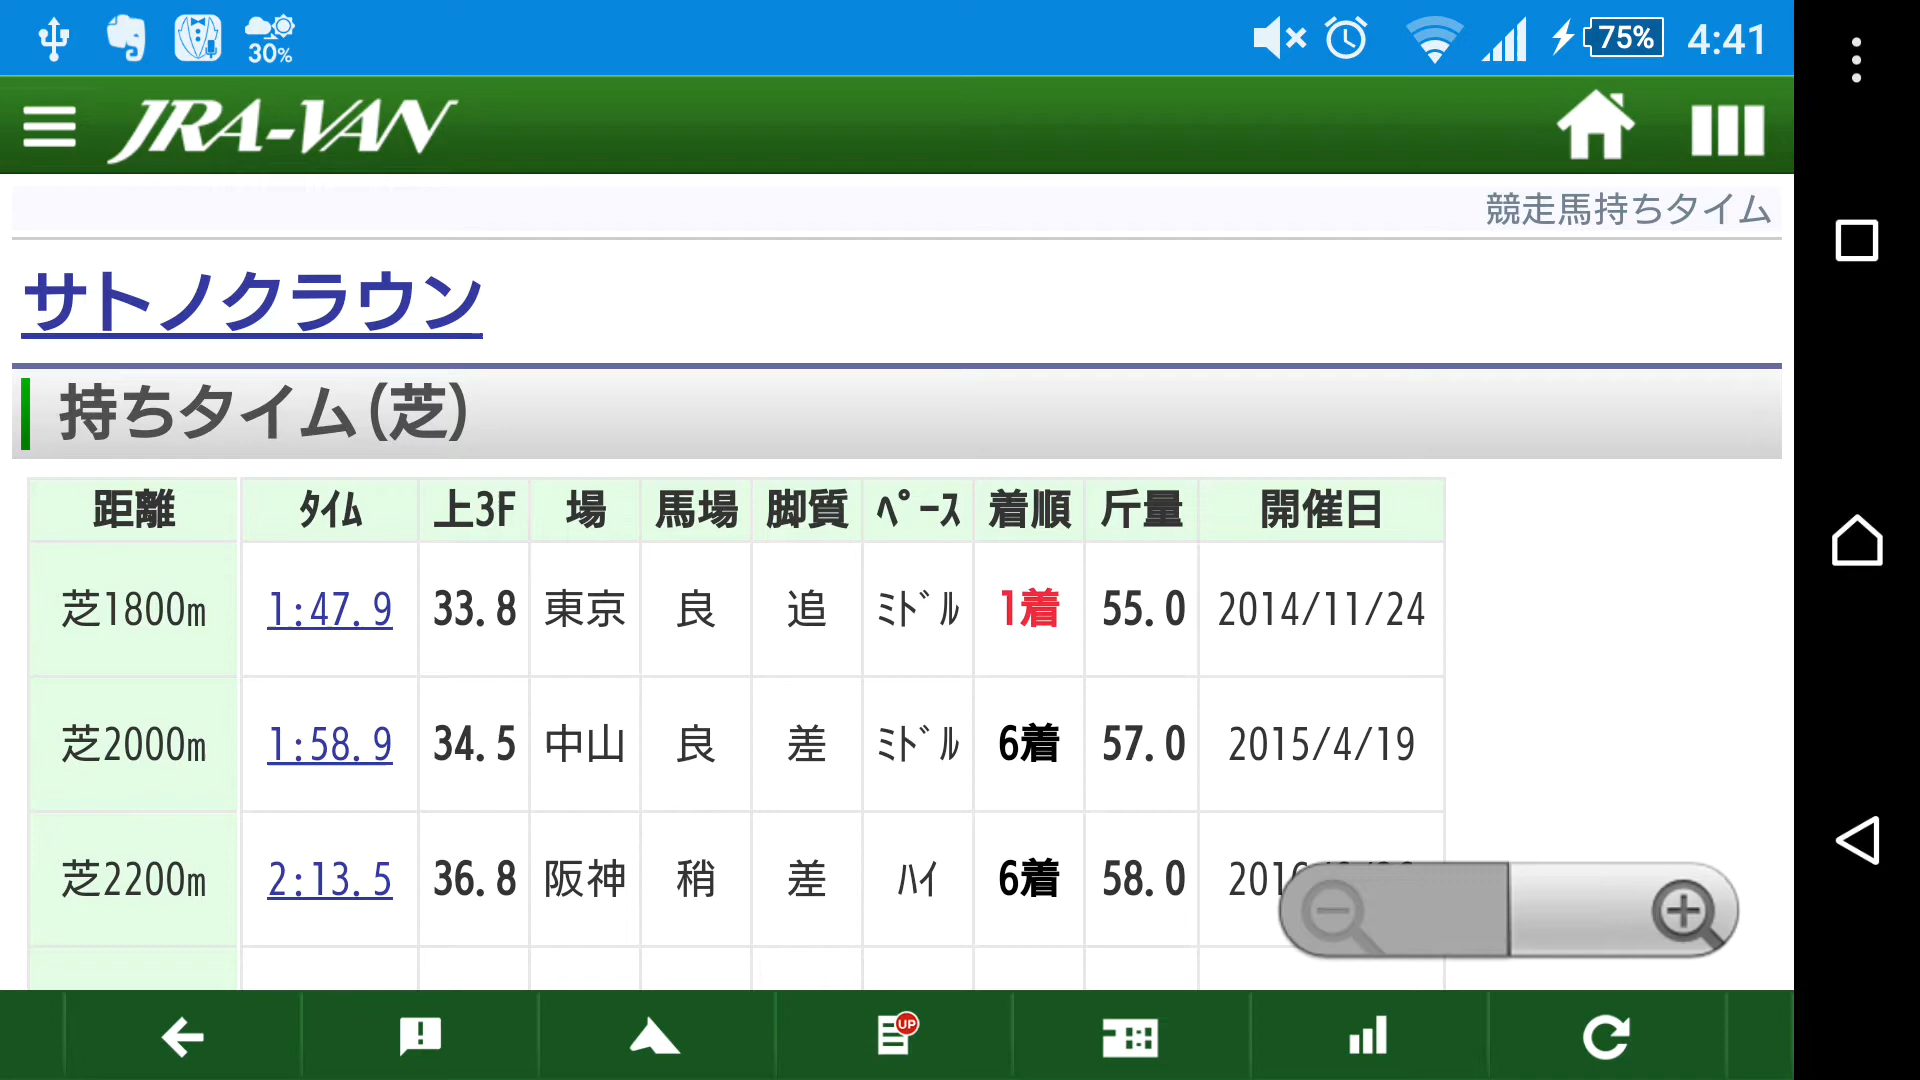 30%
75% 4:41
JRA-VAN
競走馬持ちタイム
サトノクラウン
持ちタイム(芝)
距離 ﾀｲﾑ 上3F 場 馬場 脚質 ﾍﾟｰｽ 着順 斤量 開催日
芝1800m 1:47.9 33.8 東京 良 追 ﾐﾄﾞﾙ 1着 55.0 2014/11/24
芝2000m 1:58.9 34.5 中山 良 差 ﾐﾄﾞﾙ 6着 57.0 2015/4/19
芝2200m 2:13.5 36.8 阪神 稍 差 ﾊｲ 6着 58.0
UP